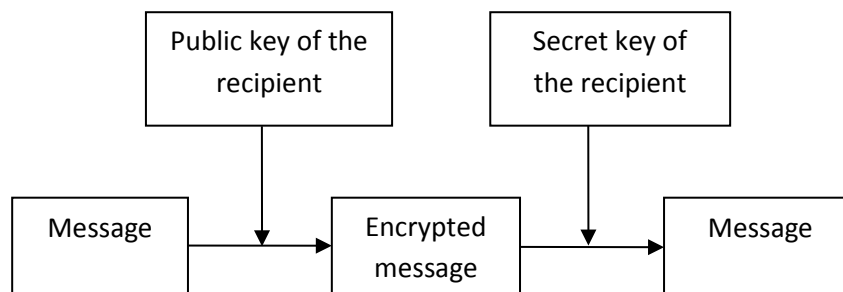 Public key of the
recipient
Secret key of
the recipient
Message
Encrypted
message
Message